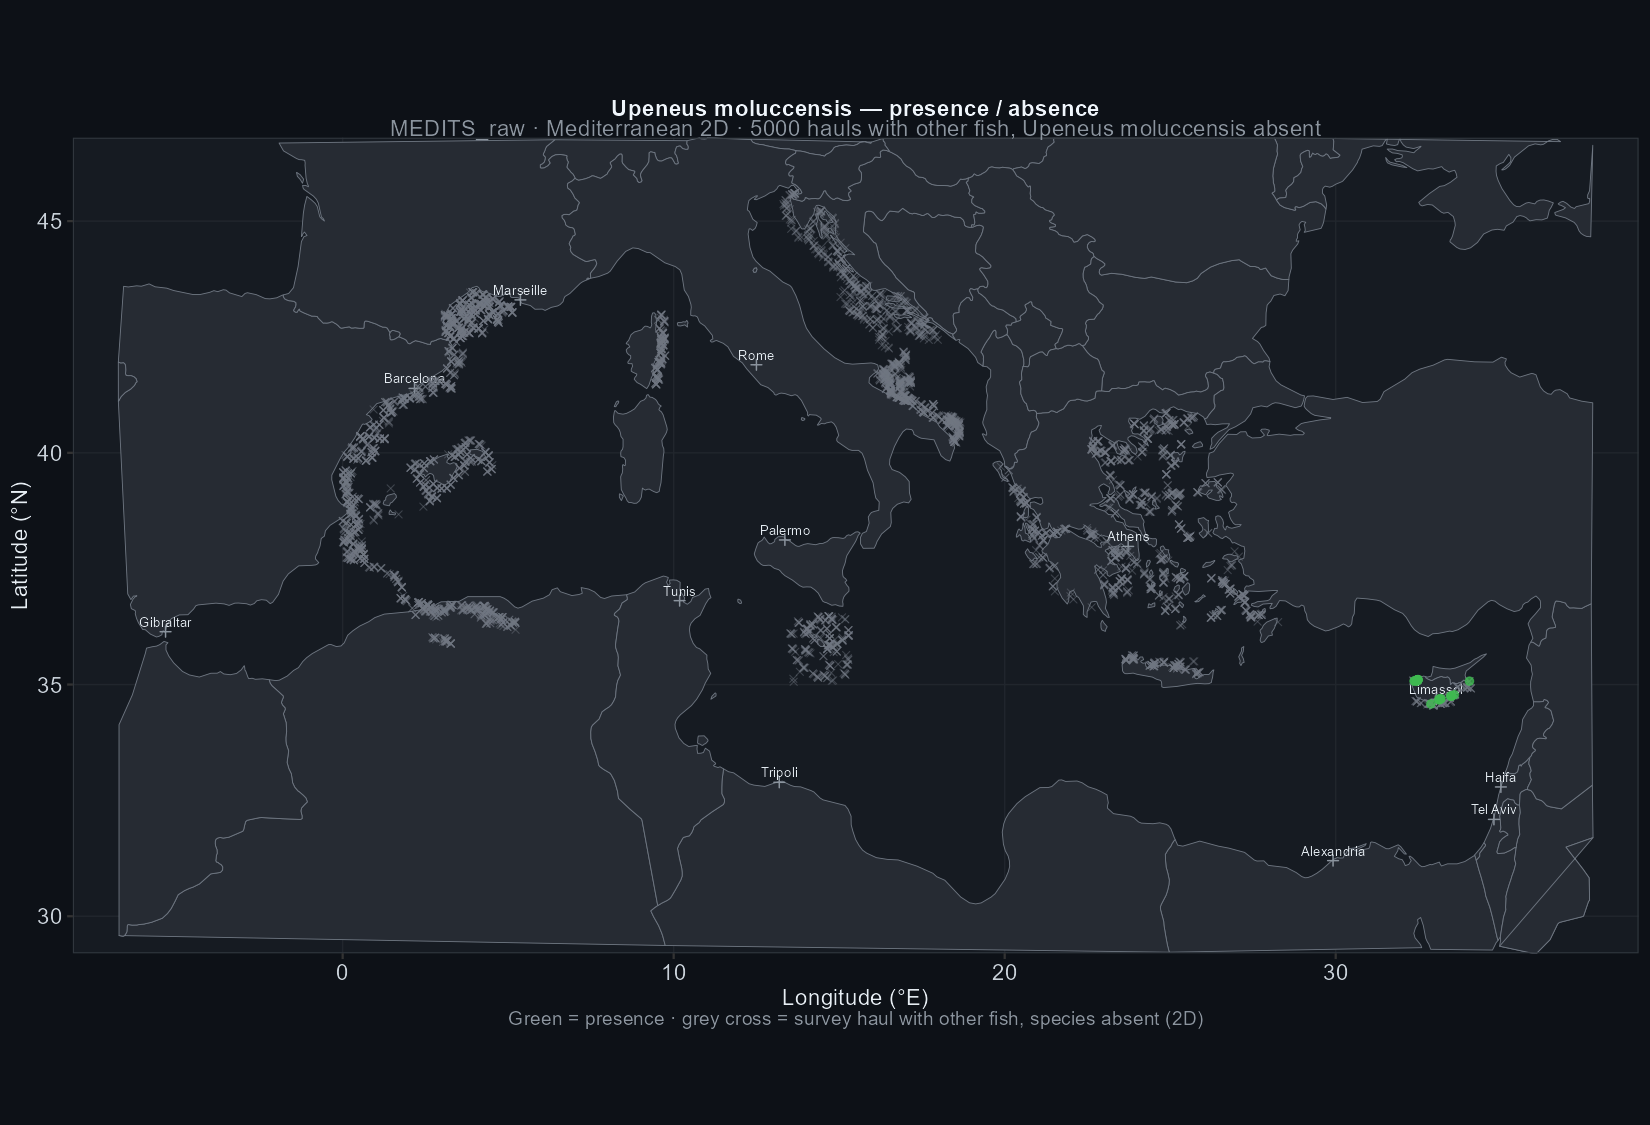 Upeneus moluccensis — presence / absence
MEDITS_raw · Mediterranean 2D · 5000 hauls with other fish, Upeneus moluccensis absent
45
Marseille
Rome
Barcelona
40
Palermo
Athens
Tunis
Gibraltar
35
Limassol
Tripoli
Haifa
Tel Aviv
Alexandria
30
Latitude (°N)
0 10 20 30
Longitude (°E)
Green = presence · grey cross = survey haul with other fish, species absent (2D)